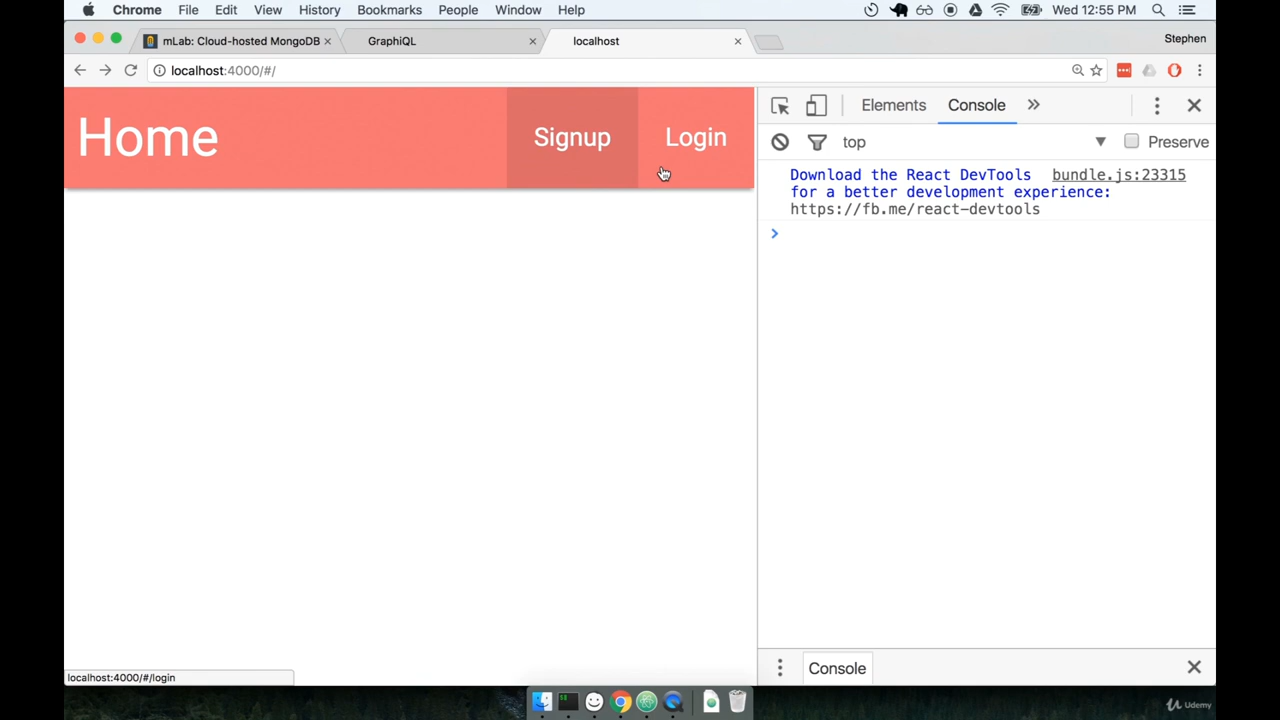 Chrome File Edit View History Bookmarks People Window Help Wed 12:55 PM
mLab: Cloud-hosted MongoDB GraphiQL localhost Stephen
localhost:4000/#/
Home Signup Login
Elements Console
top Preserve
Download the React DevTools bundle.js:23315
for a better development experience:
https://fb.me/react-devtools
>
Console
localhost:4000/#/login
Udemy